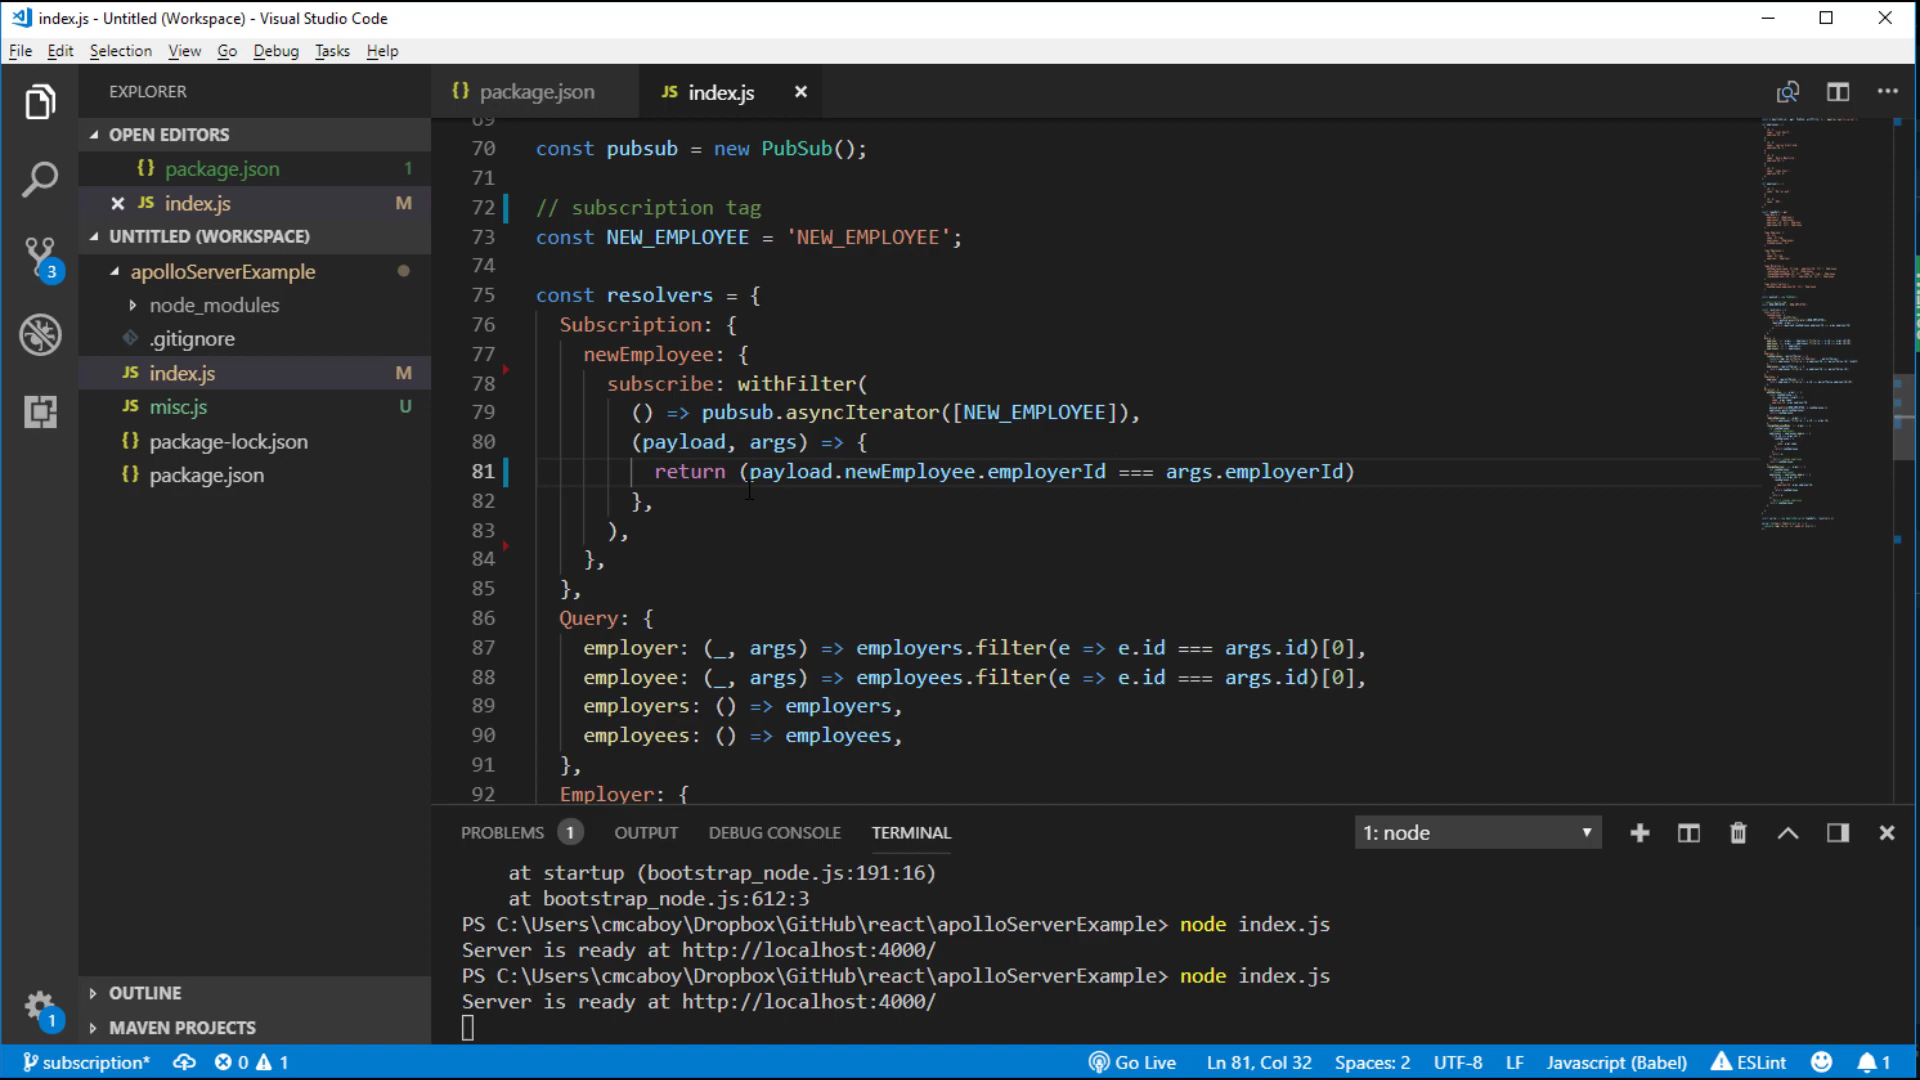 index.js - Untitled (Workspace) - Visual Studio Code
File Edit Selection View Go Debug Tasks Help
EXPLORER
OPEN EDITORS
{} package.json 1
JS index.js M
UNTITLED (WORKSPACE)
3
apolloServerExample
node_modules
.gitignore
JS index.js M
JS misc.js U
{} package-lock.json
{} package.json
OUTLINE
MAVEN PROJECTS
1
{} package.json
JS index.js
69
70 const pubsub = new PubSub();
71
72 // subscription tag
73 const NEW_EMPLOYEE = 'NEW_EMPLOYEE';
74
75 const resolvers = {
76 Subscription: {
77 newEmployee: {
78 subscribe: withFilter(
79 () => pubsub.asyncIterator([NEW_EMPLOYEE]),
80 (payload, args) => {
81 return (payload.newEmployee.employerId === args.employerId)
82 },
83 ),
84 },
85 },
86 Query: {
87 employer: (_, args) => employers.filter(e => e.id === args.id)[0],
88 employee: (_, args) => employees.filter(e => e.id === args.id)[0],
89 employers: () => employers,
90 employees: () => employees,
91 },
92 Employer: {
PROBLEMS 1 OUTPUT DEBUG CONSOLE TERMINAL 1: node
at startup (bootstrap_node.js:191:16)
at bootstrap_node.js:612:3
PS C:\Users\cmcaboy\Dropbox\GitHub\react\apolloServerExample> node index.js
Server is ready at http://localhost:4000/
PS C:\Users\cmcaboy\Dropbox\GitHub\react\apolloServerExample> node index.js
Server is ready at http://localhost:4000/
subscription* 0 1 Go Live Ln 81, Col 32 Spaces: 2 UTF-8 LF Javascript (Babel) ESLint 1